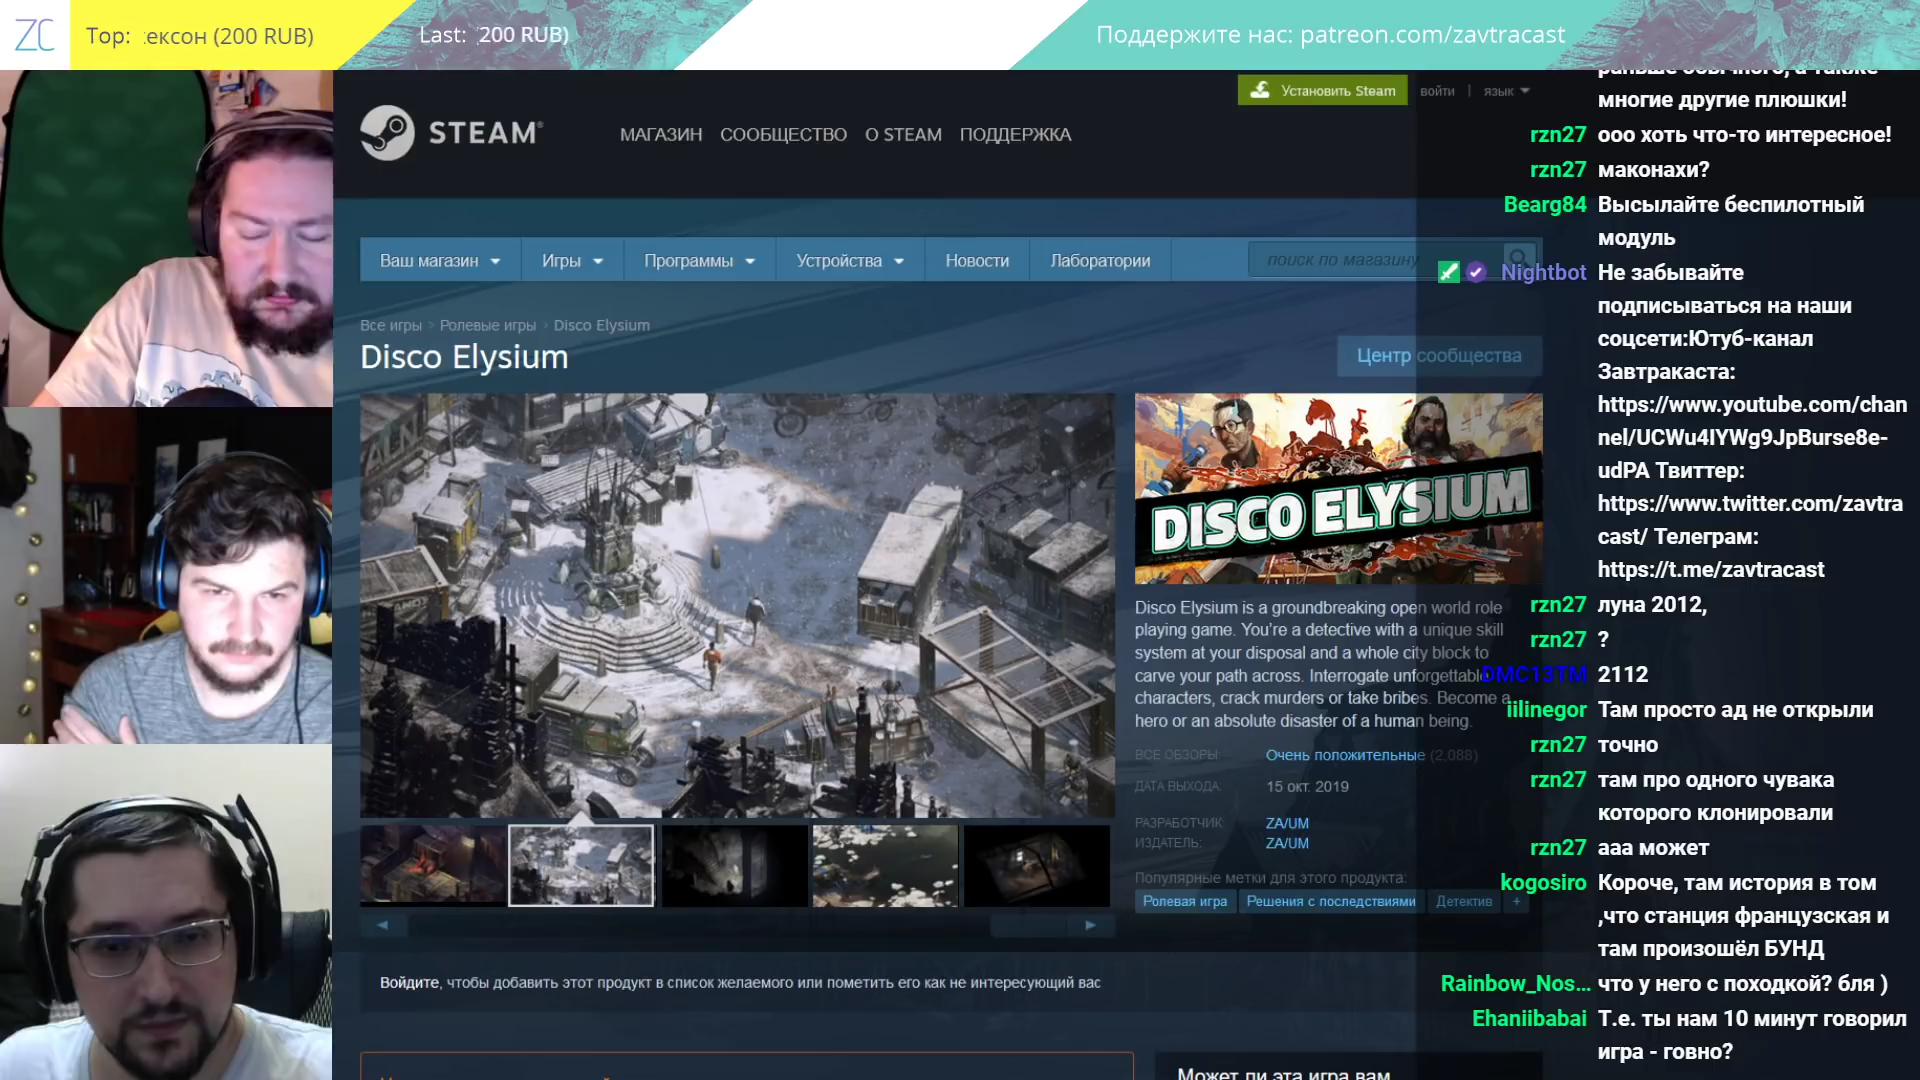 ZC
Top: ексон (200 RUB)
Last: 200 RUB)
Поддержите нас: patreon.com/zavtracast
Установить Steam
войти | язык
STEAM®
МАГАЗИН СООБЩЕСТВО О STEAM ПОДДЕРЖКА
Ваш магазин Игры Программы Устройства Новости Лаборатории
поиск по магазину
Все игры > Ролевые игры > Disco Elysium
Disco Elysium
Центр сообщества
DISCO ELYSIUM
Disco Elysium is a groundbreaking open world role
playing game. You're a detective with a unique skill
system at your disposal and a whole city block to
carve your path across. Interrogate unforgettable
characters, crack murders or take bribes. Become a
hero or an absolute disaster of a human being.
ВСЕ ОБЗОРЫ: Очень положительные (2,088)
ДАТА ВЫХОДА: 15 окт. 2019
РАЗРАБОТЧИК: ZA/UM
ИЗДАТЕЛЬ: ZA/UM
Популярные метки для этого продукта:
Ролевая игра Решения с последствиями Детектив +
Войдите, чтобы добавить этот продукт в список желаемого или пометить его как не интересующий вас
Может ли эта игра вам
раньше обычного, а также
многие другие плюшки!
rzn27 ооо хоть что-то интересное!
rzn27 маконахи?
Bearg84 Высылайте беспилотный
модуль
Nightbot Не забывайте
подписываться на наши
соцсети:Ютуб-канал
Завтракаста:
https://www.youtube.com/chan
nel/UCWu4IYWg9JpBurse8e-
udPA Твиттер:
https://www.twitter.com/zavtra
cast/ Телеграм:
https://t.me/zavtracast
rzn27 луна 2012,
rzn27 ?
DMC13TM 2112
iilinegor Там просто ад не открыли
rzn27 точно
rzn27 там про одного чувака
которого клонировали
rzn27 ааа может
kogosiro Короче, там история в том
,что станция французская и
там произошёл БУНД
Rainbow_Nos... что у него с походкой? бля )
Ehaniibabai Т.е. ты нам 10 минут говорил
игра - говно?